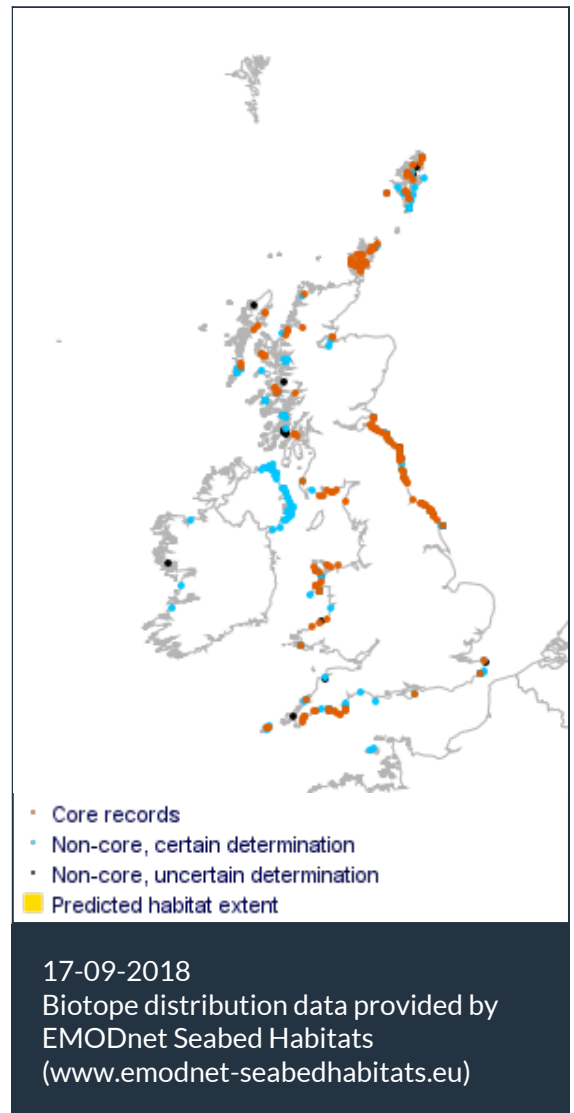 Core records
Non-core, certain determination
Non-core, uncertain determination
Predicted habitat extent
17-09-2018
Biotope distribution data provided by
EMODnet Seabed Habitats
(www.emodnet-seabedhabitats.eu)